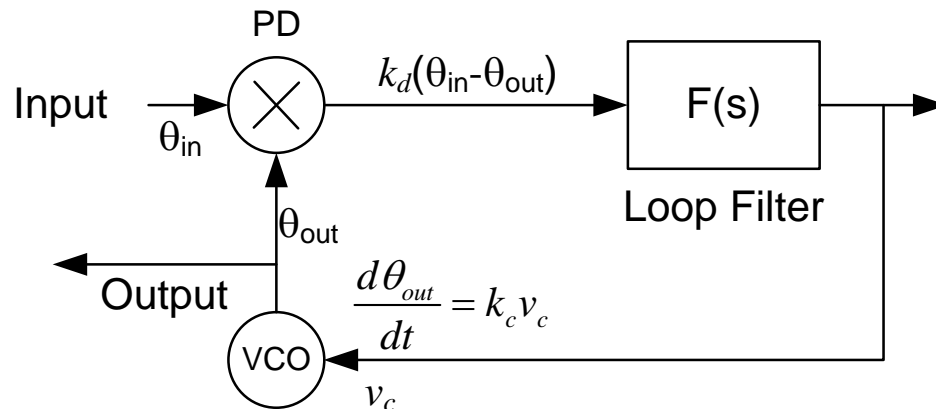 PD
Input
θin
kd(θin-θout)
F(s)
Loop Filter
θout
Output
dθout/dt = kcvc
VCO
vc